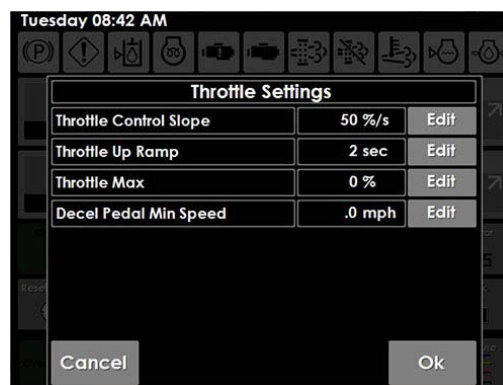 Tuesday 08:42 AM
(P)
Throttle Settings
Throttle Control Slope 50 %/s Edit
Throttle Up Ramp 2 sec Edit
Throttle Max 0 % Edit
Decel Pedal Min Speed .0 mph Edit
Rese
Cancel Ok